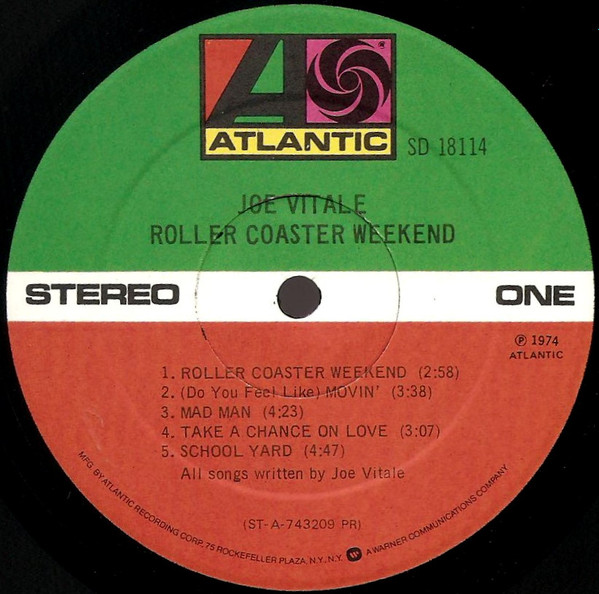 ATLANTIC
SD 18114
JOE VITALE
ROLLER COASTER WEEKEND
STEREO
ONE
℗ 1974
ATLANTIC
1. ROLLER COASTER WEEKEND (2:58)
2. (Do You Feel Like) MOVIN' (3:38)
3. MAD MAN (4:23)
4. TAKE A CHANCE ON LOVE (3:07)
5. SCHOOL YARD (4:47)
All songs written by Joe Vitale
(ST-A-743209 PR)
MFG. BY ATLANTIC RECORDING CORP. 75 ROCKEFELLER PLAZA, N.Y. N.Y. A WARNER COMMUNICATIONS COMPANY